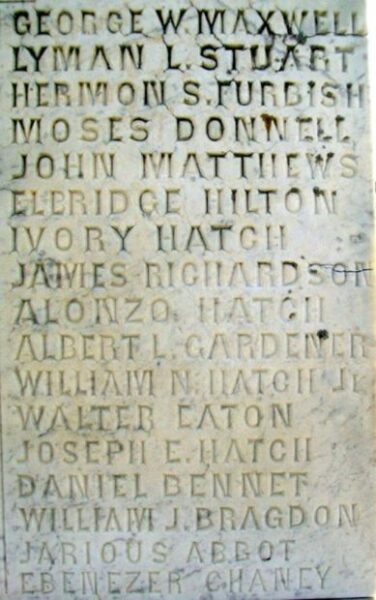 GEORGE W. MAXWELL
LYMAN L. STUART
HERMON S. FURBISH
MOSES DONNELL
JOHN MATTHEWS
ELBRIDGE HILTON
IVORY HATCH
JAMES RICHARDSON
ALONZO HATCH
ALBERT L. GARDENER
WILLIAM N. HATCH Jr
WALTER EATON
JOSEPH E. HATCH
DANIEL BENNET
WILLIAM J. BRAGDON
JARIOUS ABBOT
EBENEZER CHANEY